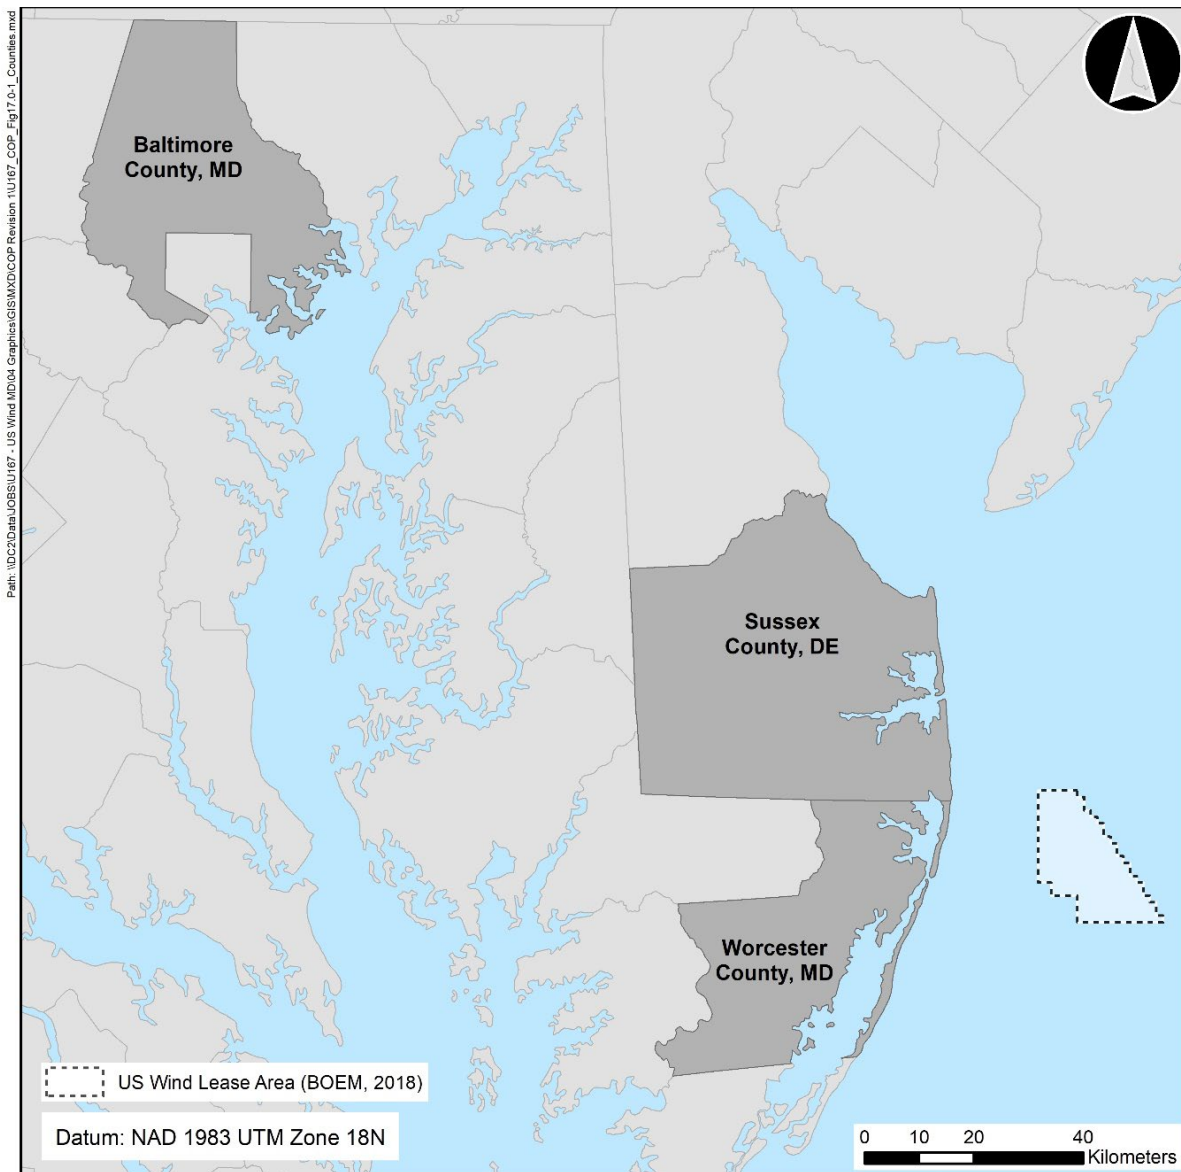 Path: \\DC2\Data\JOBS\U167 - US Wind MD\04 Graphics\GIS\MXD\COP Revision 1\U167_COP_Fig17.0-1_Counties.mxd
Baltimore
County, MD
Sussex
County, DE
Worcester
County, MD
US Wind Lease Area (BOEM, 2018)
Datum: NAD 1983 UTM Zone 18N
0 10 20 40
Kilometers